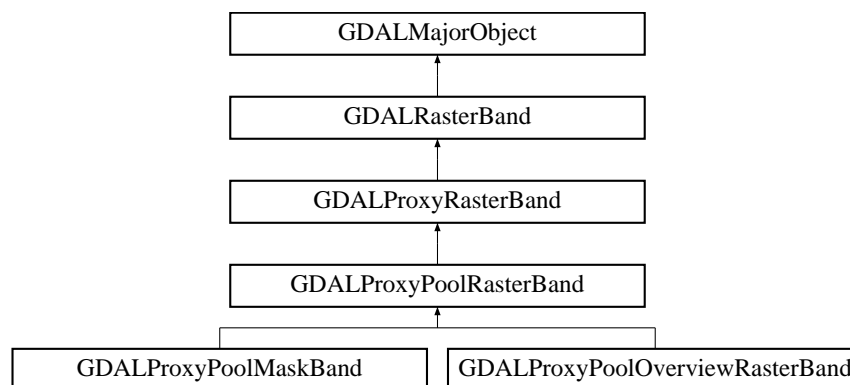 GDALMajorObject
GDALRasterBand
GDALProxyRasterBand
GDALProxyPoolRasterBand
GDALProxyPoolMaskBand
GDALProxyPoolOverviewRasterBand